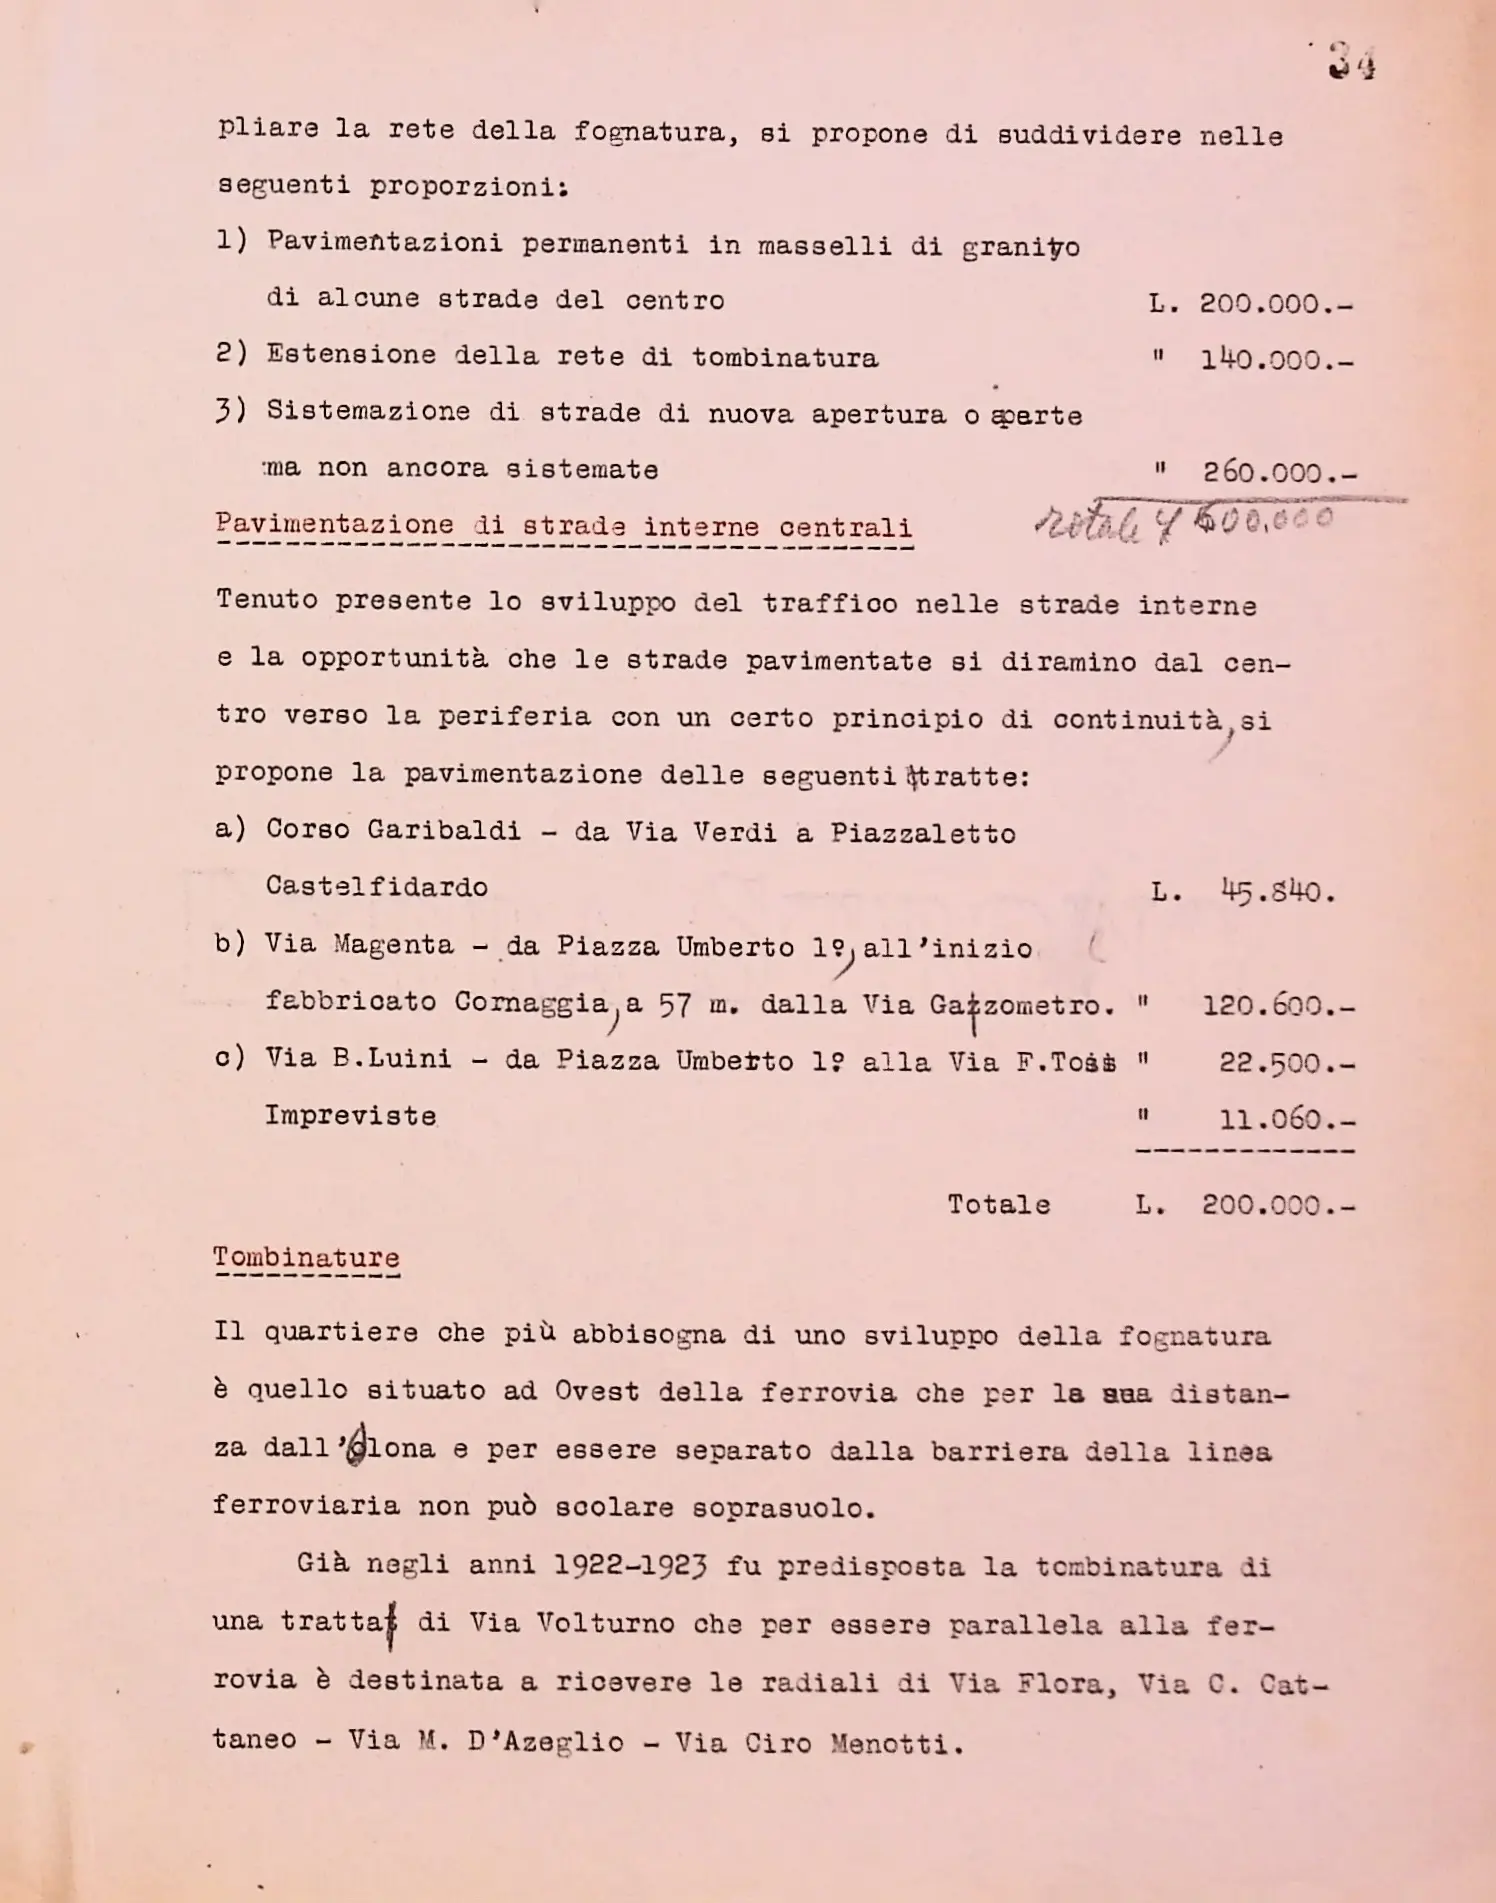 34
pliare la rete della fognatura, si propone di suddividere nelle
seguenti proporzioni:
1) Pavimentazioni permanenti in masselli di granito
di alcune strade del centro L. 200.000.-
2) Estensione della rete di tombinatura " 140.000.-
3) Sistemazione di strade di nuova apertura o aperte
ma non ancora sistemate " 260.000.-
Pavimentazione di strade interne centrali totale £ 600,000
Tenuto presente lo sviluppo del traffico nelle strade interne
e la opportunità che le strade pavimentate si diramino dal cen-
tro verso la periferia con un certo principio di continuità, si
propone la pavimentazione delle seguenti tratte:
a) Corso Garibaldi - da Via Verdi a Piazzaletto
Castelfidardo L. 45.840.
b) Via Magenta - da Piazza Umberto 1º, all'inizio
fabbricato Cornaggia, a 57 m. dalla Via Gazzometro. " 120.600.-
c) Via B.Luini - da Piazza Umberto 1º alla Via F.Tosi " 22.500.-
Impreviste " 11.060.-
Totale L. 200.000.-
Tombinature
Il quartiere che più abbisogna di uno sviluppo della fognatura
è quello situato ad Ovest della ferrovia che per la sua distan-
za dall'Olona e per essere separato dalla barriera della linea
ferroviaria non può scolare soprasuolo.
Già negli anni 1922-1923 fu predisposta la tombinatura di
una tratta di Via Volturno che per essere parallela alla fer-
rovia è destinata a ricevere le radiali di Via Flora, Via C. Cat-
taneo - Via M. D'Azeglio - Via Ciro Menotti.